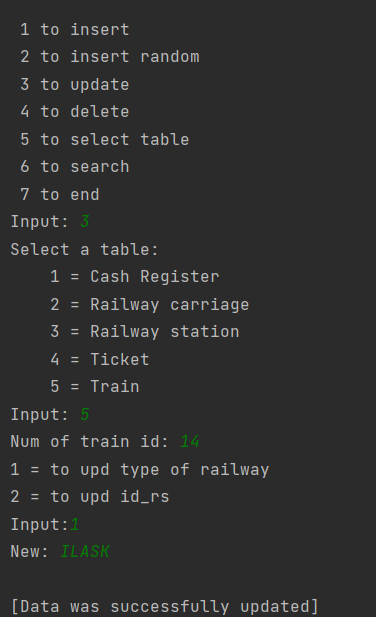 1 to insert
2 to insert random
3 to update
4 to delete
5 to select table
6 to search
7 to end
Input: 3
Select a table:
1 = Cash Register
2 = Railway carriage
3 = Railway station
4 = Ticket
5 = Train
Input: 5
Num of train id: 14
1 = to upd type of railway
2 = to upd id_rs
Input:1
New: ILASK
[Data was successfully updated]